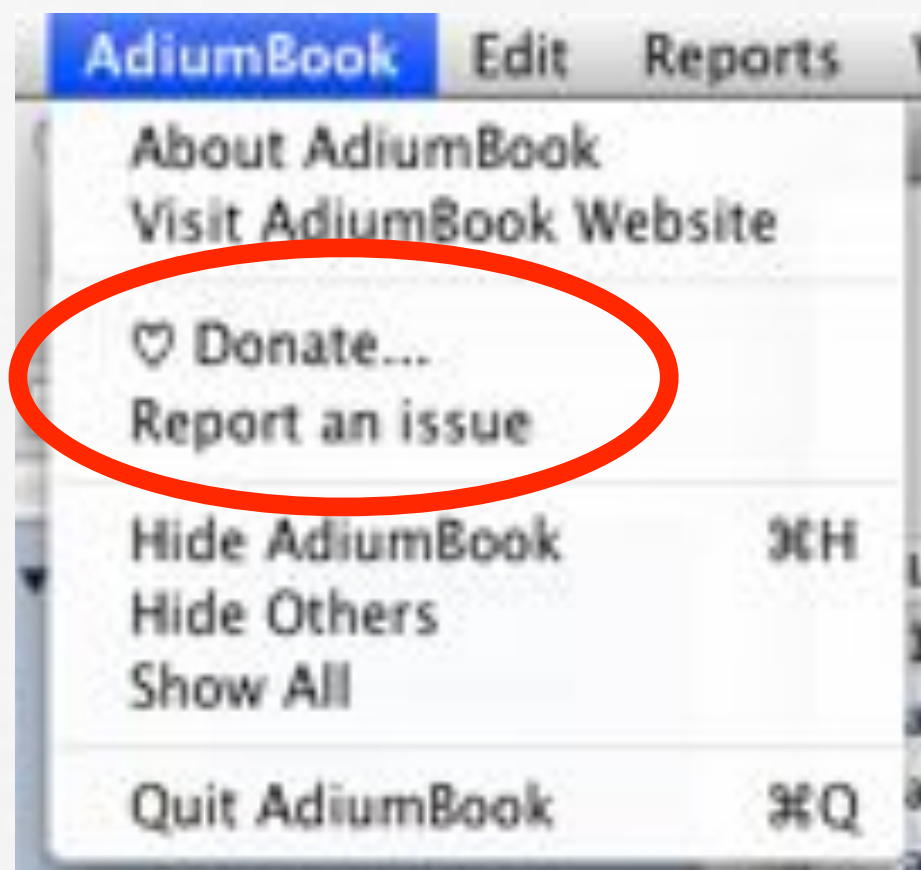 AdiumBook Edit Reports
About AdiumBook
Visit AdiumBook Website
♡ Donate...
Report an issue
Hide AdiumBook ⌘H
Hide Others
Show All
Quit AdiumBook ⌘Q